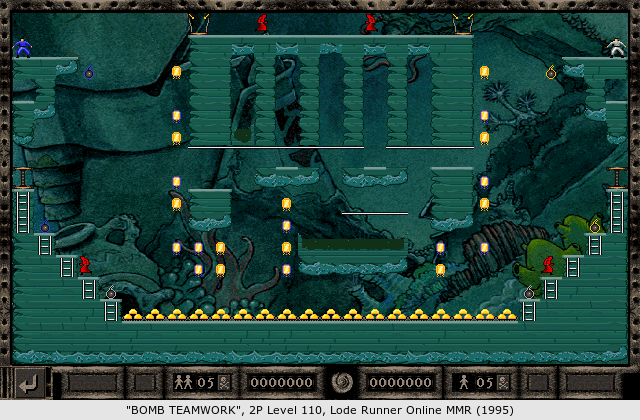 05 0000000 0000000 05
"BOMB TEAMWORK", 2P Level 110, Lode Runner Online MMR (1995)